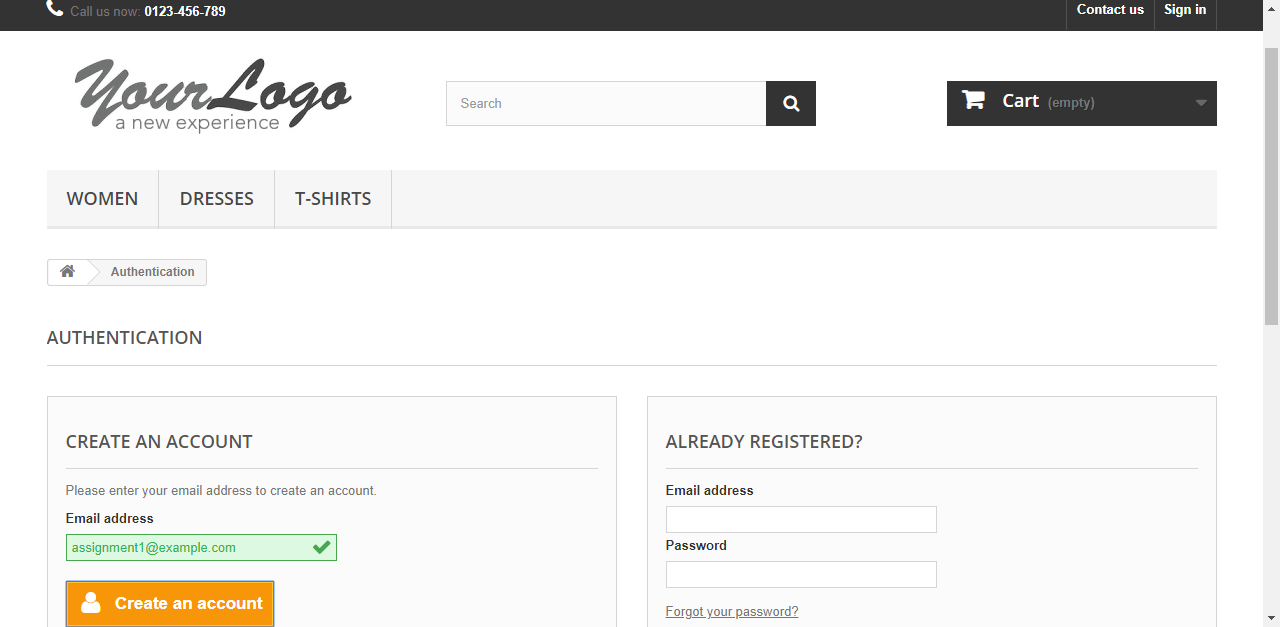 Call us now: 0123-456-789
Contact us
Sign in
YourLogo
a new experience
Search
Cart (empty)
WOMEN
DRESSES
T-SHIRTS
Authentication
AUTHENTICATION
CREATE AN ACCOUNT
Please enter your email address to create an account.
Email address
assignment1@example.com
Create an account
ALREADY REGISTERED?
Email address
Password
Forgot your password?